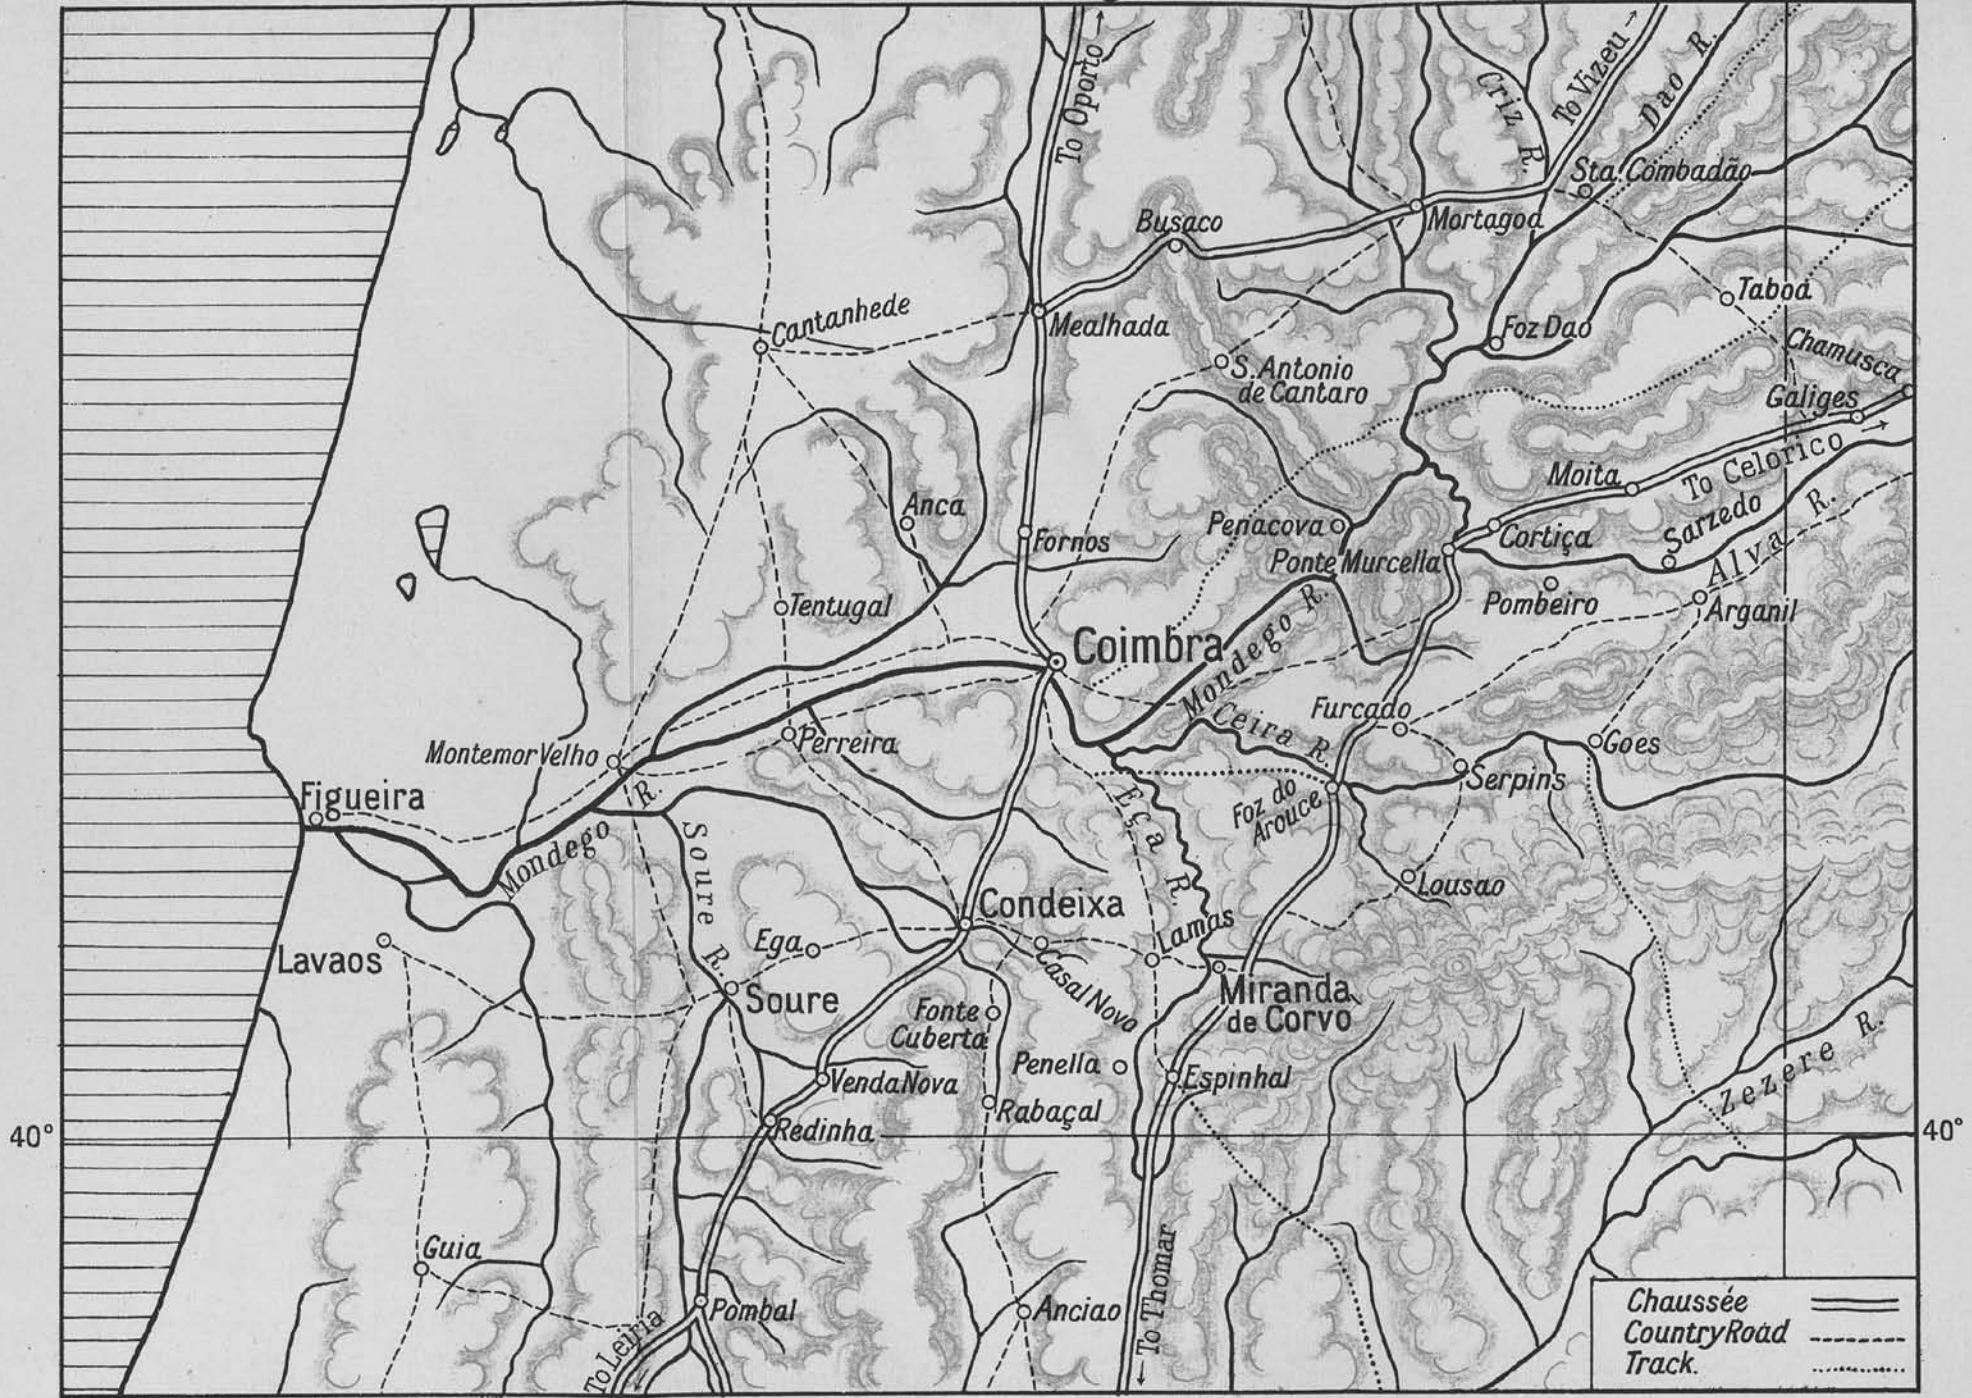 To Oporto
Criz R.
To Vizeu
Dao R.
Sta. Combadão
Busaco
Mortagoa
Taboa
Cantanhede
Mealhada
Foz Dao
Chamusca
S. Antonio
de Cantaro
Galiges
To Celorico
Moita
Anca
Sarzedo
Penacova
Cortiça
Fornos
Ponte Murcella
Alva R.
Tentugal
Pombeiro
Arganil
Coimbra
Mondego R.
Furcado
Ceira R.
Montemor Velho
Perreira
Goes
Serpins
Figueira
Foz do
Arouce
Eça R.
Mondego R.
Soure R.
Lousao
Condeixa
Lamas
Ega
Lavaos
Casal Novo
Miranda
de Corvo
Soure
Fonte
Cuberta
Zezere R.
Penella
Espinhal
Venda Nova
Rabaçal
40°
40°
Redinha
Guia
To Thomar
Pombal
Anciao
To Leiria
Chaussée
Country Road
Track.